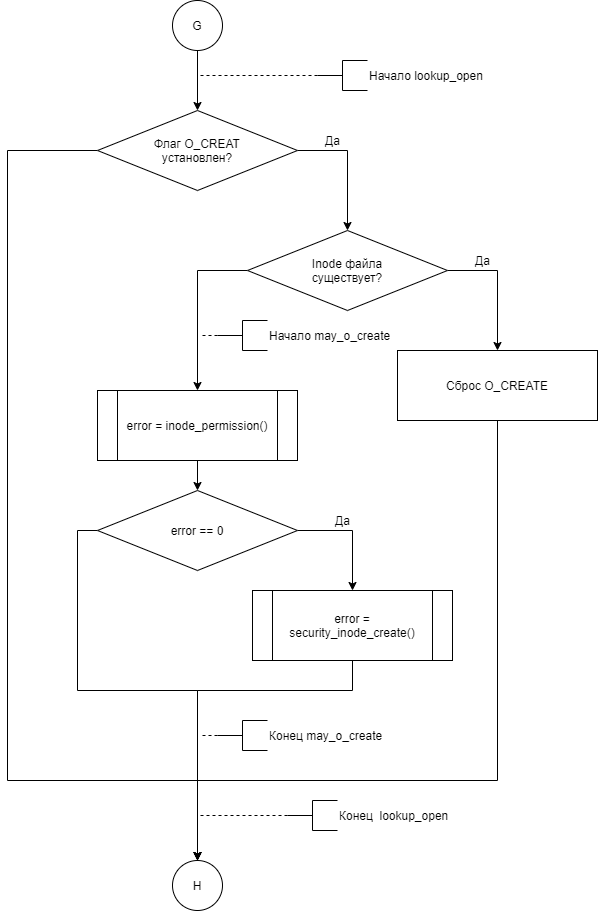 G
Начало lookup_open
Флаг O_CREAT
установлен?
Да
Inode файла
существует?
Да
Начало may_o_create
Сброс O_CREATE
error = inode_permission()
error == 0
Да
error =
security_inode_create()
Конец may_o_create
Конец  lookup_open
H